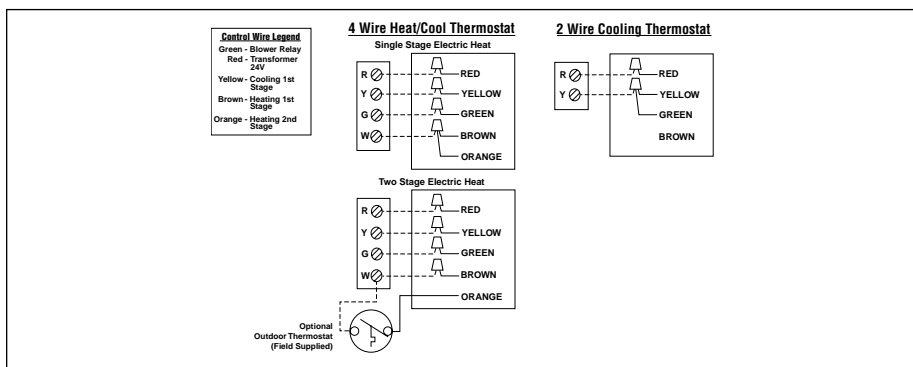 Control Wire Legend
Green - Blower Relay
Red - Transformer
24V
Yellow - Cooling 1st
Stage
Brown - Heating 1st
Stage
Orange - Heating 2nd
Stage
4 Wire Heat/Cool Thermostat
Single Stage Electric Heat
R
Y
G
W
RED
YELLOW
GREEN
BROWN
ORANGE
Two Stage Electric Heat
R
Y
G
W
RED
YELLOW
GREEN
BROWN
ORANGE
Optional
Outdoor Thermostat
(Field Supplied)
2 Wire Cooling Thermostat
R
Y
RED
YELLOW
GREEN
BROWN